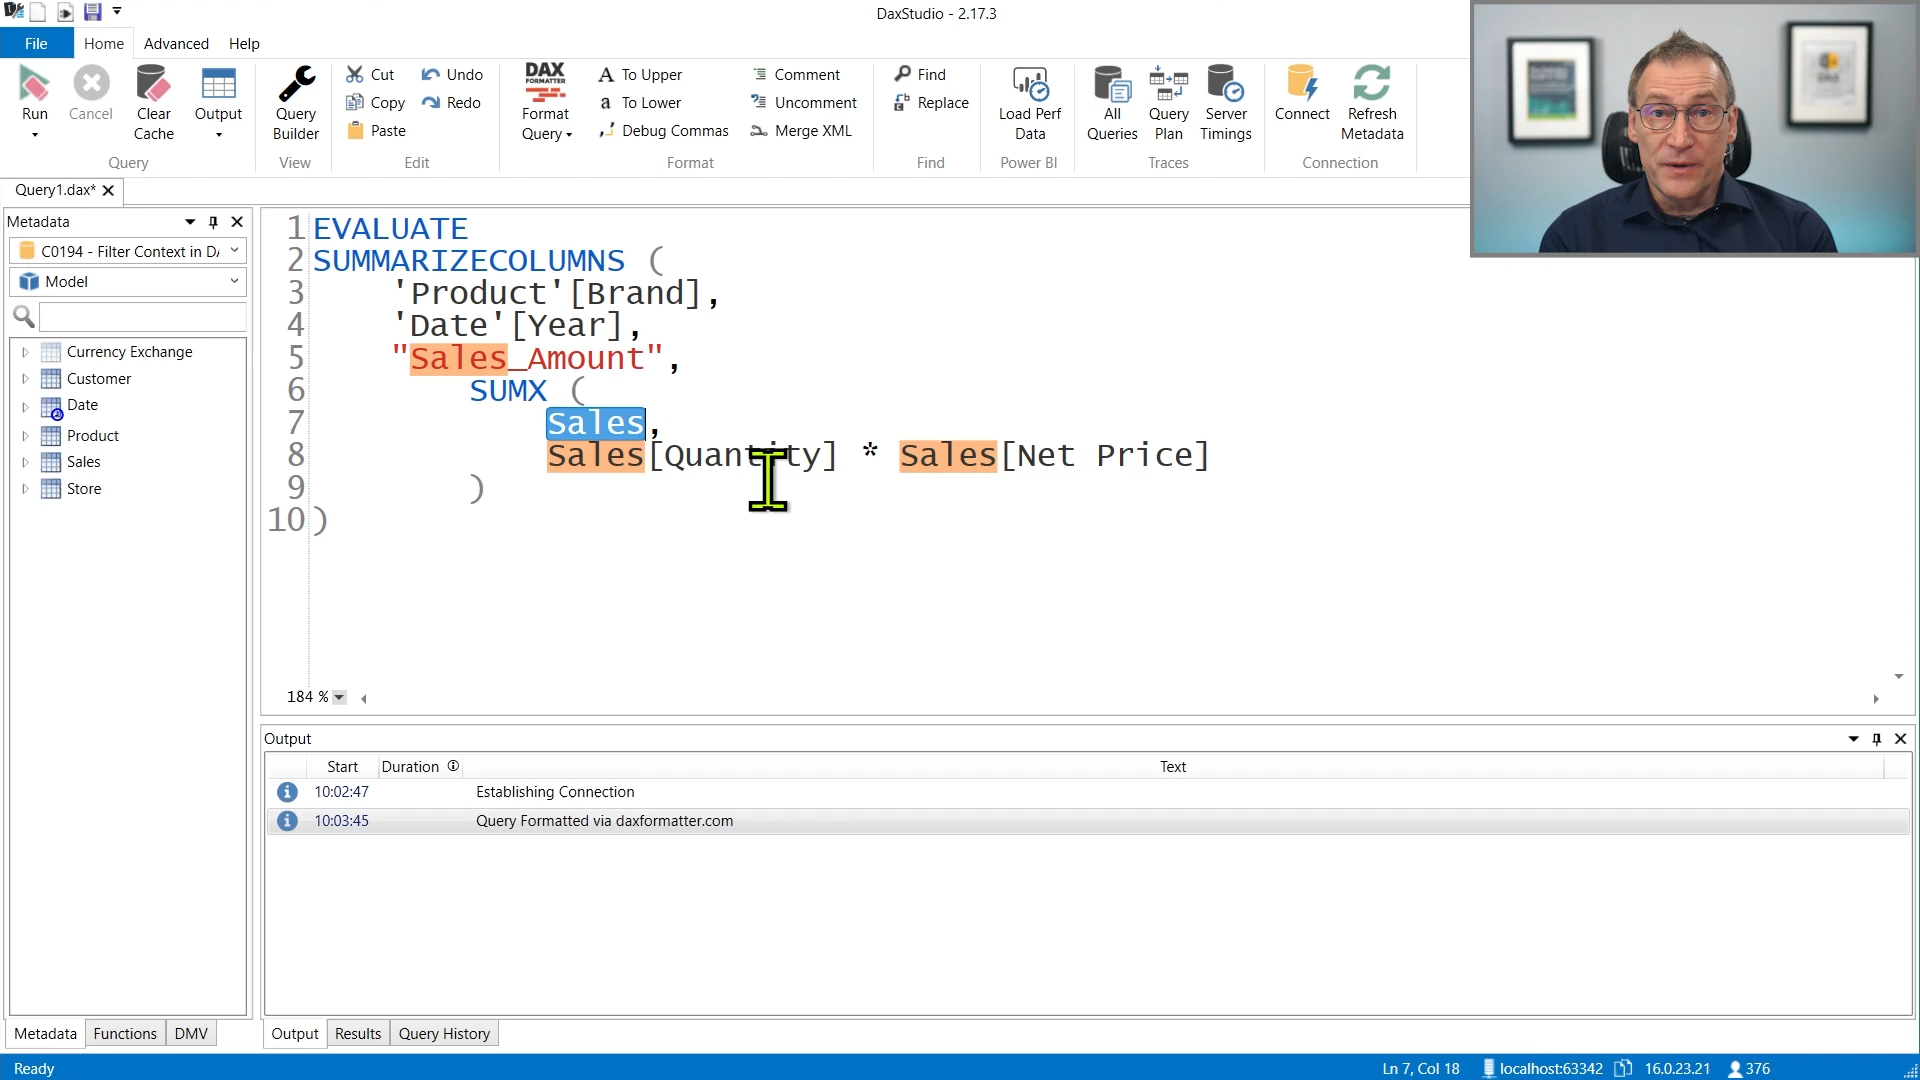 DaxStudio - 2.17.3
File Home Advanced Help
Run
Cancel
Clear Cache
Output
Query
Query Builder
View
Cut
Copy
Paste
Undo
Redo
Edit
DAX FORMATTER
Format Query
To Upper
To Lower
Debug Commas
Comment
Uncomment
Merge XML
Format
Find
Replace
Find
Load Perf Data
Power BI
All Queries
Query Plan
Server Timings
Traces
Connect
Refresh Metadata
Connection
Query1.dax*
Metadata
C0194 - Filter Context in DA
Model
Currency Exchange
Customer
Date
Product
Sales
Store
1 EVALUATE
2 SUMMARIZECOLUMNS (
3 'Product'[Brand],
4 'Date'[Year],
5 "Sales_Amount",
6 SUMX (
7 Sales,
8 Sales[Quantity] * Sales[Net Price]
9 )
10 )
184 %
Output
Start Duration Text
10:02:47 Establishing Connection
10:03:45 Query Formatted via daxformatter.com
Metadata Functions DMV
Output Results Query History
Ready
Ln 7, Col 18 localhost:63342 16.0.23.21 376